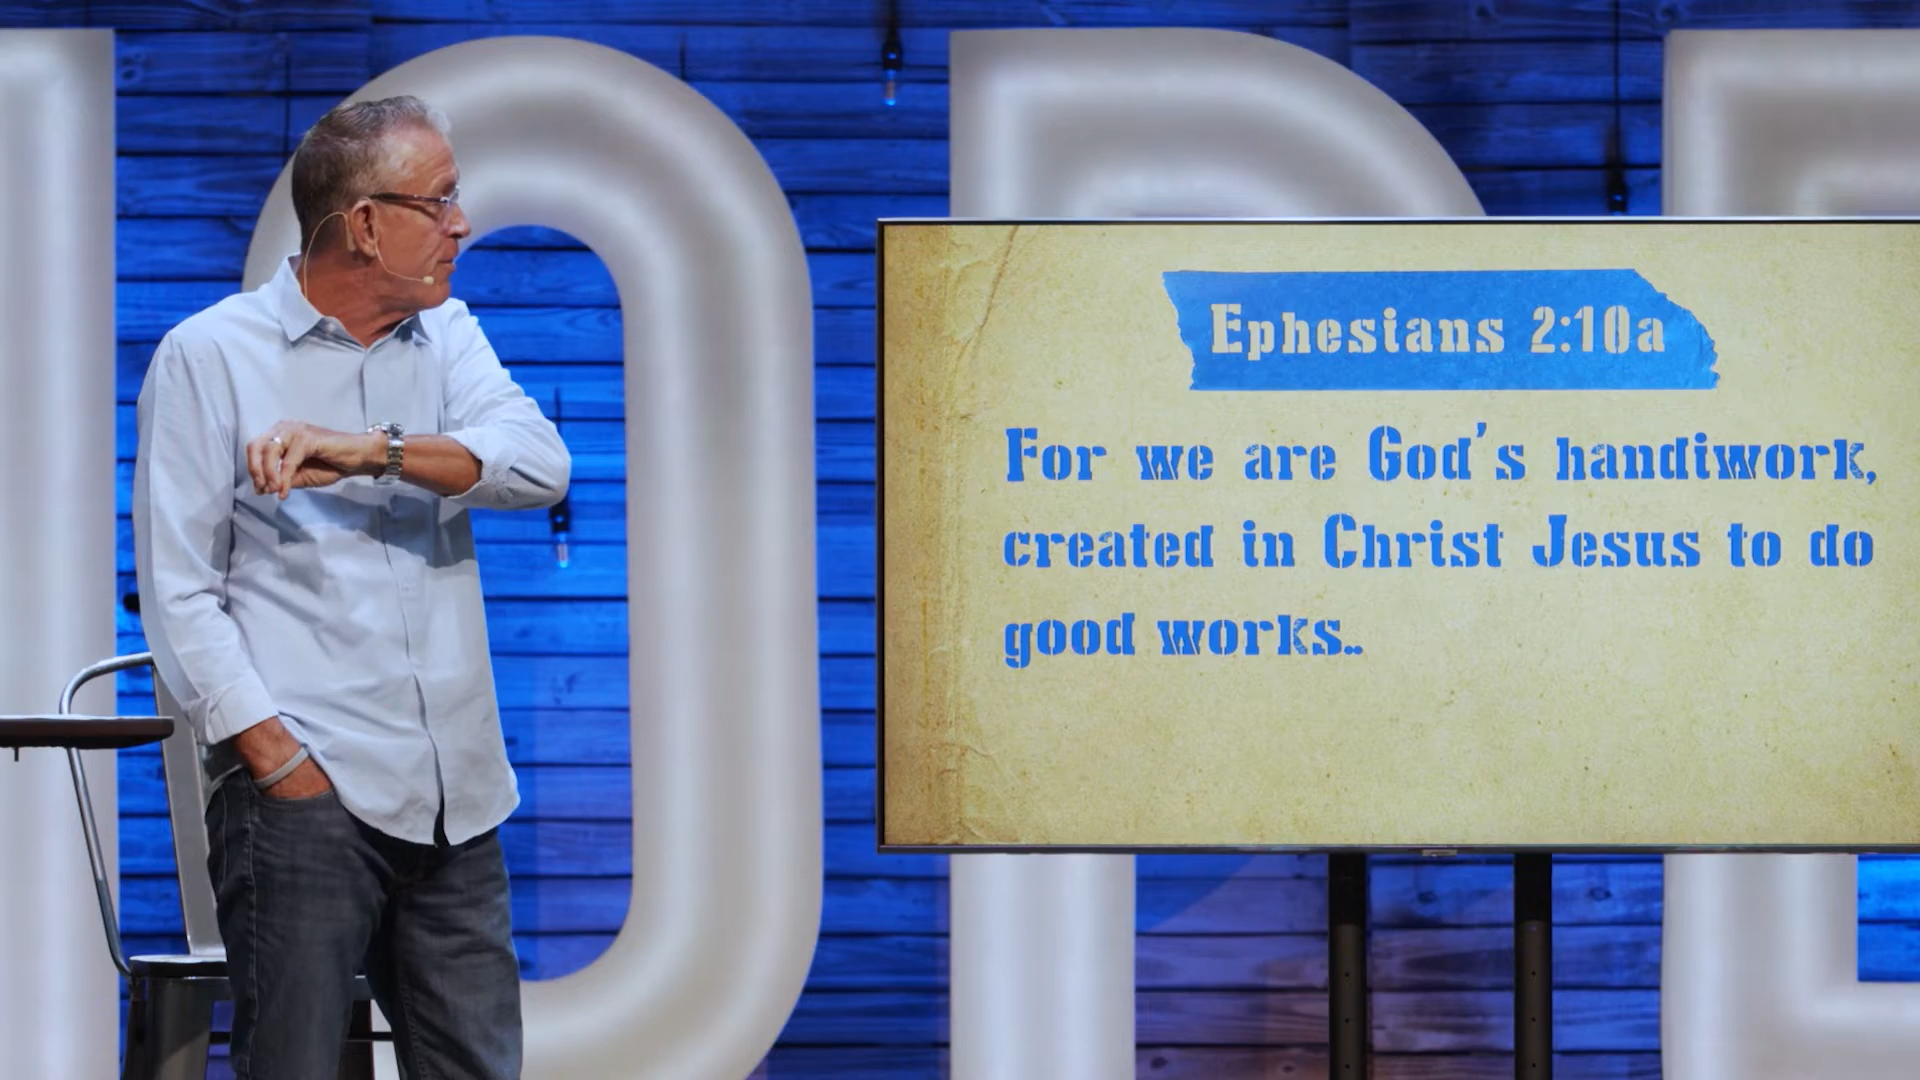 Ephesians 2:10a
For we are God's handiwork,
created in Christ Jesus to do
good works..